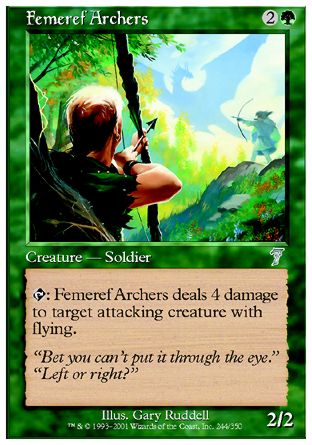 Femeref Archers 2
Creature — Soldier
: Femeref Archers deals 4 damage
to target attacking creature with
flying.
“Bet you can’t put it through the eye.”
“Left or right?”
2/2
Illus. Gary Ruddell
™ & © 1993–2001 Wizards of the Coast, Inc. 244/350